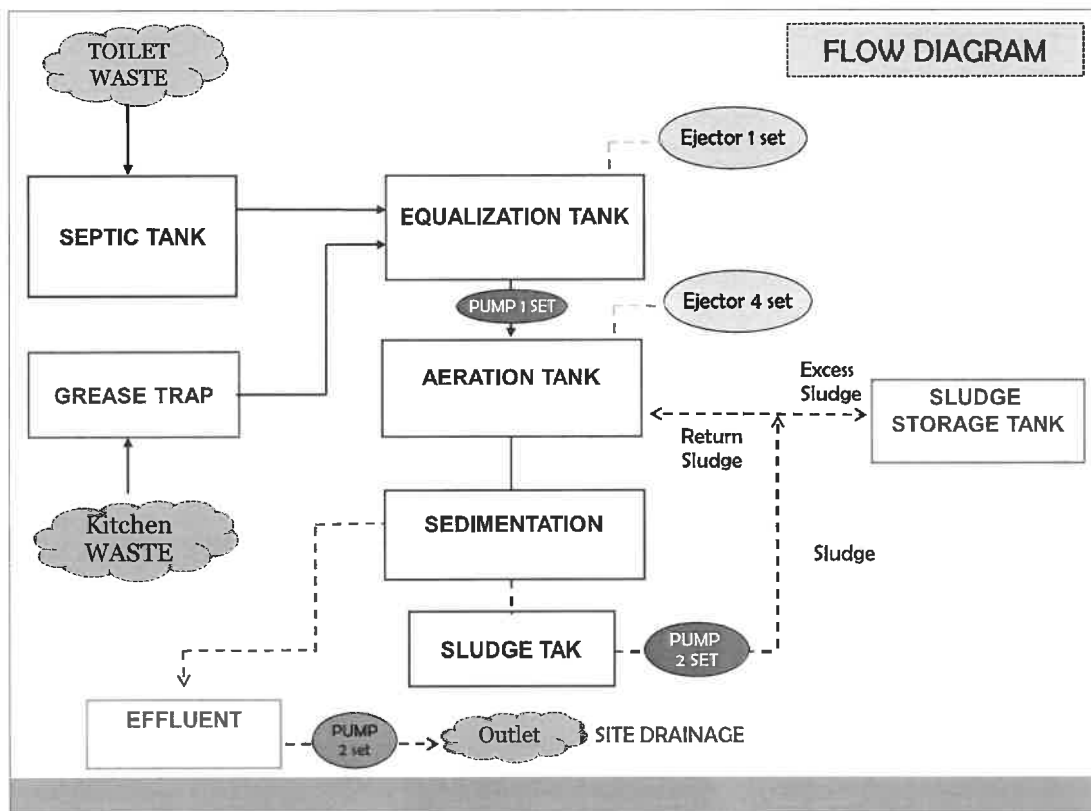 TOILET
WASTE
FLOW DIAGRAM
Ejector 1 set
SEPTIC TANK
EQUALIZATION TANK
PUMP 1 SET
Ejector 4 set
GREASE TRAP
AERATION TANK
Excess
Sludge
SLUDGE
STORAGE TANK
Return
Sludge
Kitchen
WASTE
SEDIMENTATION
Sludge
SLUDGE TAK
PUMP
2 SET
EFFLUENT
PUMP
2 set
Outlet
SITE DRAINAGE